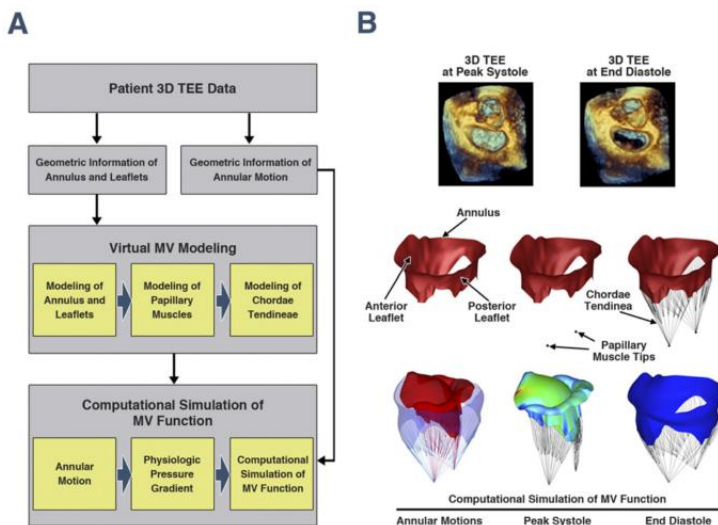 A
Patient 3D TEE Data
Geometric Information of
Annulus and Leaflets
Geometric Information of
Annular Motion
Virtual MV Modeling
Modeling of
Annulus and
Leaflets
Modeling of
Papillary
Muscles
Modeling of
Chordae
Tendineae
Computational Simulation of
MV Function
Annular
Motion
Physiologic
Pressure
Gradient
Computational
Simulation of
MV Function
B
3D TEE
at Peak Systole
3D TEE
at End Diastole
Annulus
Anterior
Leaflet
Posterior
Leaflet
Chordae
Tendinea
Papillary
Muscle Tips
Computational Simulation of MV Function
Annular Motions
Peak Systole
End Diastole